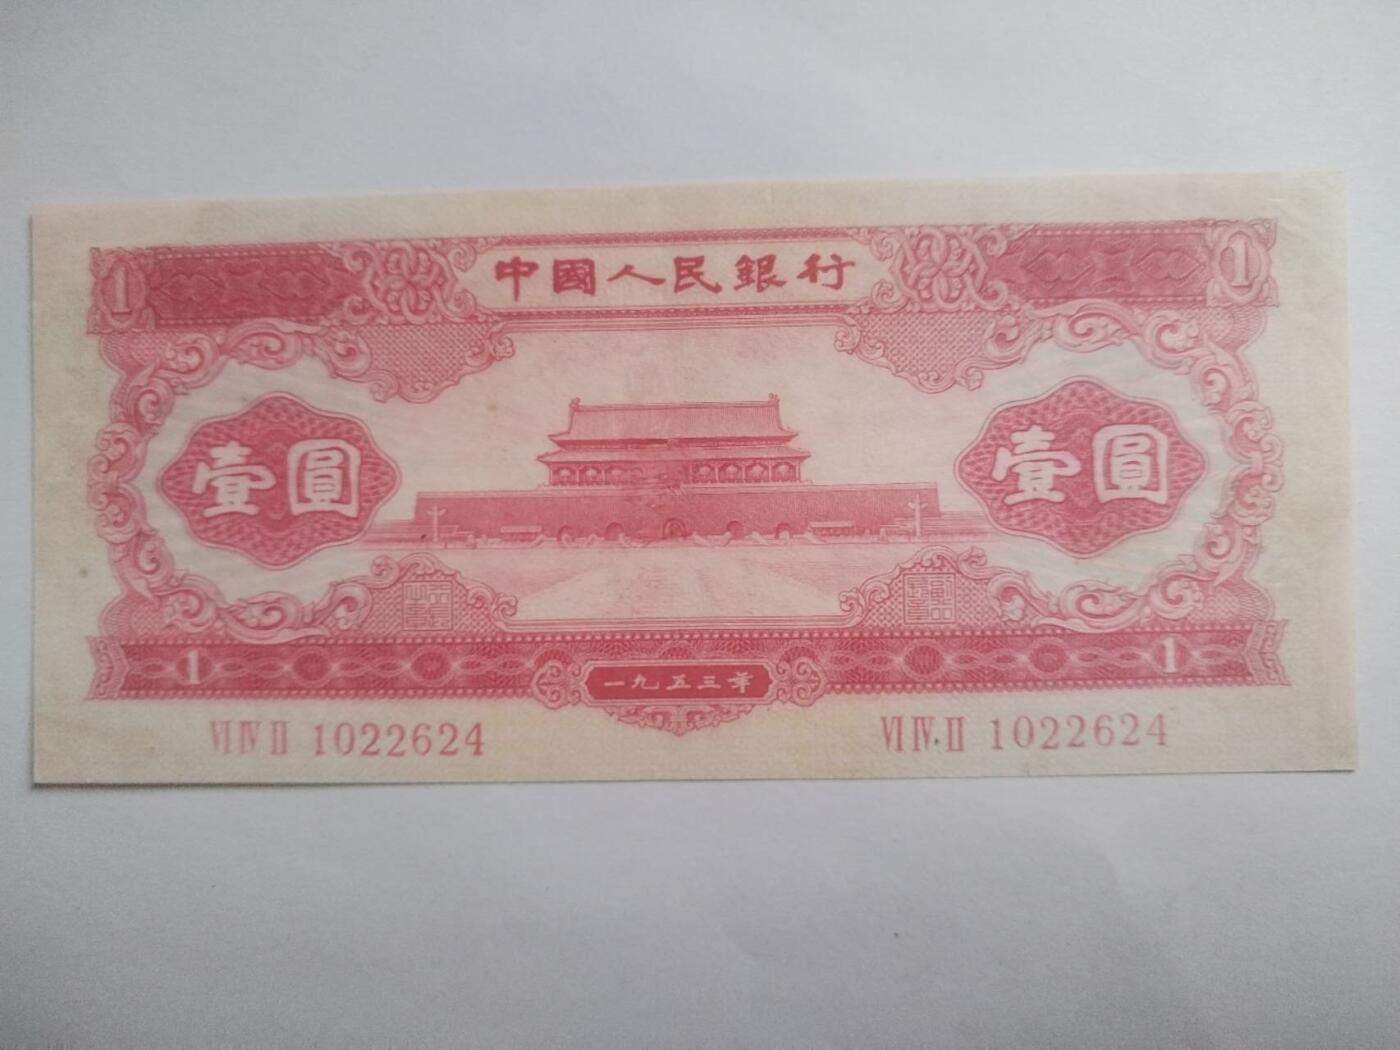 1 中國人民銀行 1
壹圓 壹圓
1 一九五三年 1
VI IV II 1022624 VI IV II 1022624